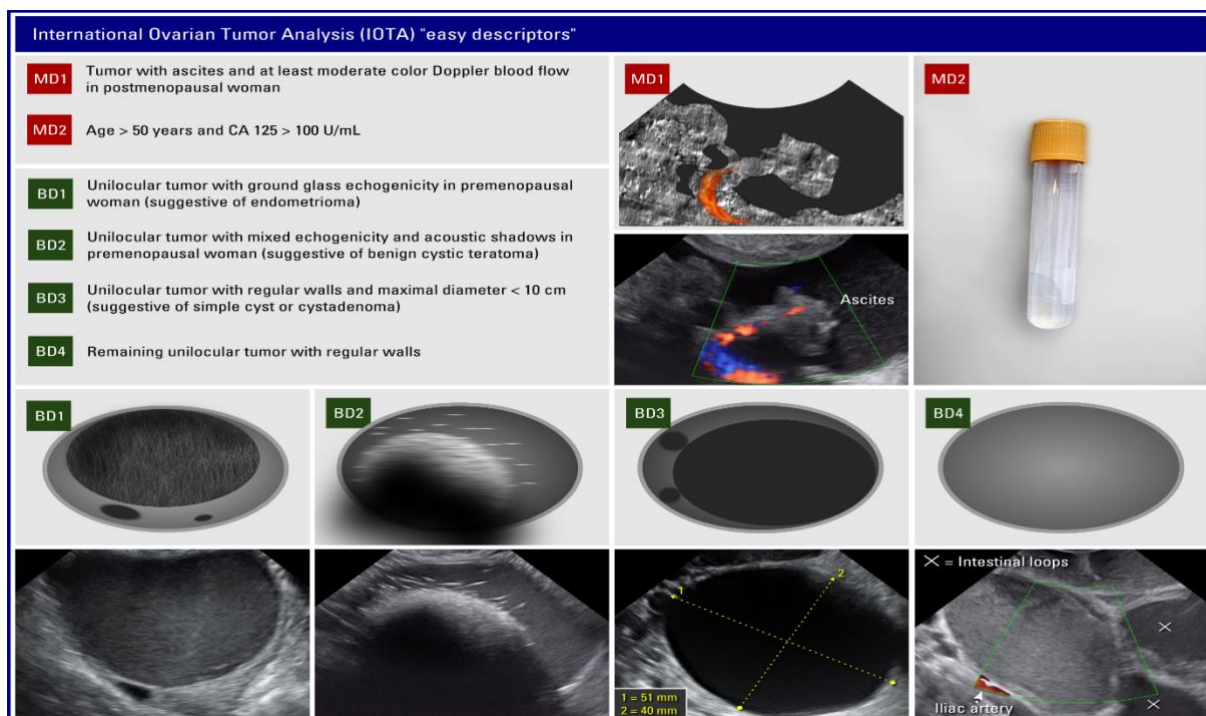 International Ovarian Tumor Analysis (IOTA) "easy descriptors"
MD1
Tumor with ascites and at least moderate color Doppler blood flow
in postmenopausal woman
MD2
Age > 50 years and CA 125 > 100 U/mL
BD1
Unilocular tumor with ground glass echogenicity in premenopausal
woman (suggestive of endometrioma)
BD2
Unilocular tumor with mixed echogenicity and acoustic shadows in
premenopausal woman (suggestive of benign cystic teratoma)
BD3
Unilocular tumor with regular walls and maximal diameter < 10 cm
(suggestive of simple cyst or cystadenoma)
BD4
Remaining unilocular tumor with regular walls
MD1
Ascites
MD2
BD1
BD2
BD3
BD4
1
2
1 = 51 mm
2 = 40 mm
X = Intestinal loops
X
X
Iliac artery